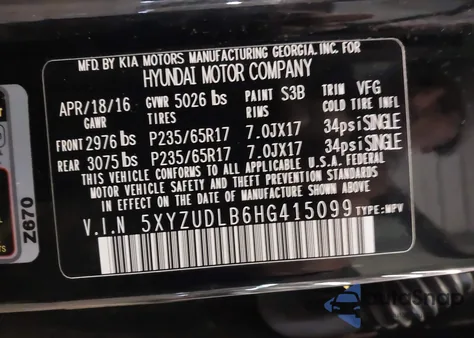 MFD. BY KIA MOTORS MANUFACTURING GEORGIA. INC. FOR
HYUNDAI MOTOR COMPANY
APR/18/16 GVWR 5026 lbs PAINT S3B TRIM VFG
GAWR TIRES RIMS COLD TIRE INFL
FRONT 2976 lbs P235/65R17 7.0JX17 34psi SINGLE
REAR 3075 lbs P235/65R17 7.0JX17 34psi SINGLE
THIS VEHICLE CONFORMS TO ALL APPLICABLE U.S.A. FEDERAL
MOTOR VEHICLE SAFETY, BUMPER, AND THEFT PREVENTION STANDARDS
IN EFFECT ON THE DATE OF MANUFACTURE SHOWN ABOVE.
V.I.N 5XYZUDLB6HG415099 TYPE:MPV
Z670
AutoSnap